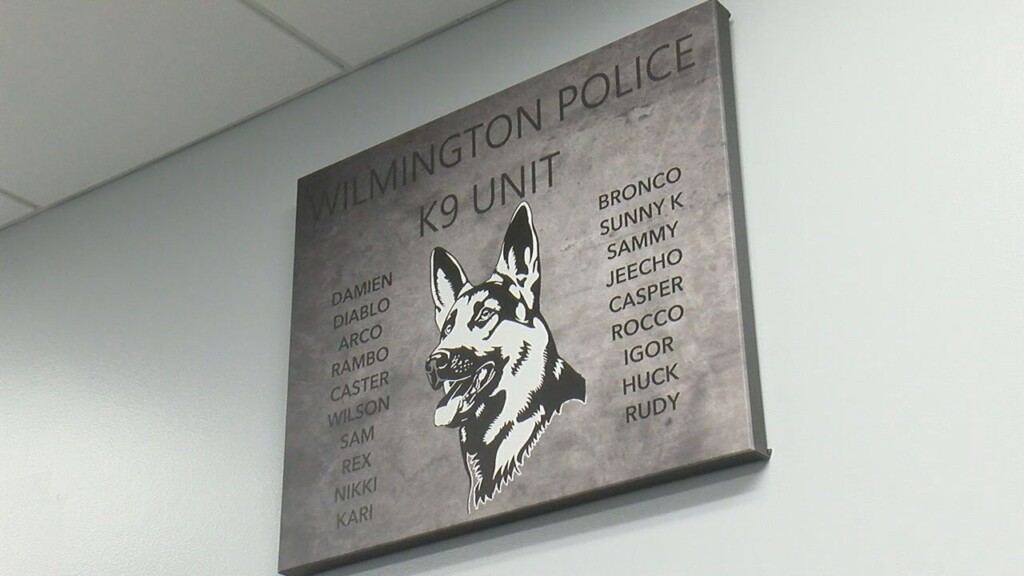 WILMINGTON POLICE
K9 UNIT
DAMIEN
DIABLO
ARCO
RAMBO
CASTER
WILSON
SAM
REX
NIKKI
KARI
BRONCO
SUNNY K
SAMMY
JEECHO
CASPER
ROCCO
IGOR
HUCK
RUDY